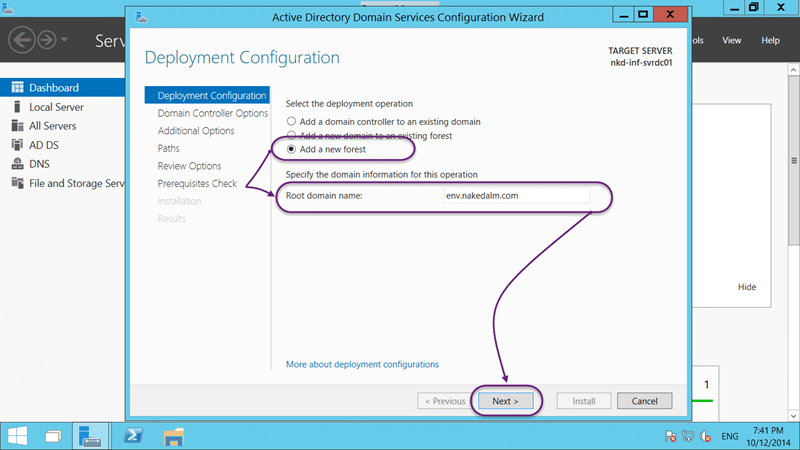 Active Directory Domain Services Configuration Wizard
Serv
ols View Help
Deployment Configuration
TARGET SERVER
nkd-inf-svrdc01
Dashboard
Local Server
All Servers
AD DS
DNS
File and Storage Serv
Deployment Configuration
Domain Controller Options
Additional Options
Paths
Review Options
Prerequisites Check
Installation
Results
Select the deployment operation
Add a domain controller to an existing domain
Add a new domain to an existing forest
Add a new forest
Specify the domain information for this operation
Root domain name: env.nakedalm.com
Hide
More about deployment configurations
1
< Previous Next > Install Cancel
ENG
7:41 PM
10/12/2014